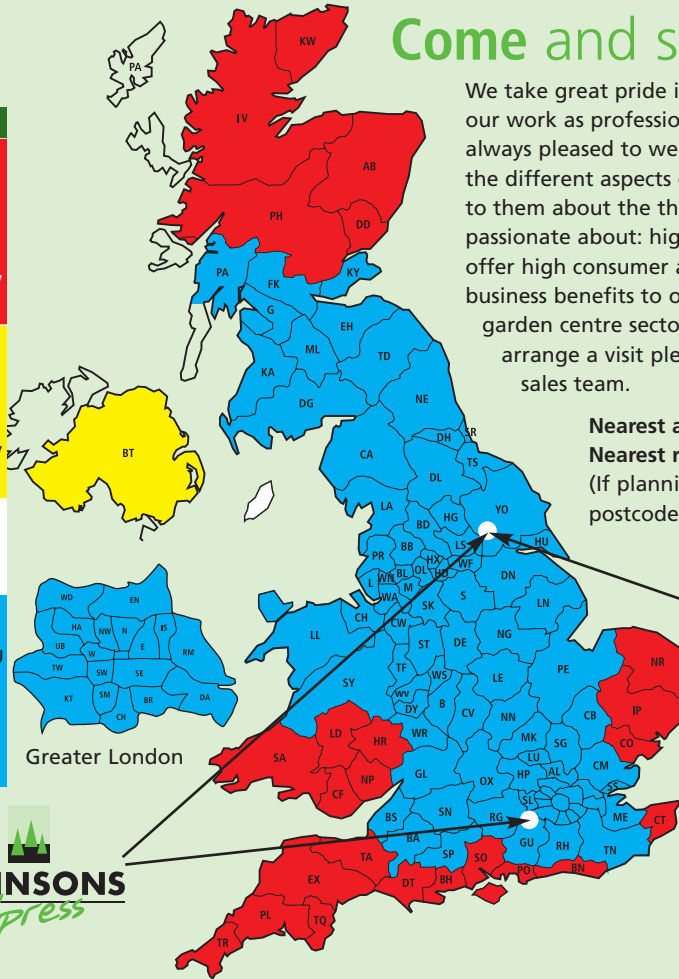 Come and s
We take great pride i
our work as professio
always pleased to we
the different aspects
to them about the th
passionate about: hig
offer high consumer a
business benefits to o
garden centre secto
arrange a visit ple
sales team.
Nearest a
Nearest r
(If planni
postcode
PA
KW
IV
AB
PH
DD
PA
FK
KY
G
EH
ML
TD
KA
DG
NE
BT
CA
DH
SR
TS
DL
LA
YO
HG
BD
PR
BB
LS
HU
HX
WF
L
WN
BL
OL
HD
M
WA
DN
S
LN
SK
CH
CW
LL
ST
DE
NG
TF
WS
SY
WV
DY
B
LE
PE
NR
CV
NN
CB
IP
LD
HR
WR
MK
SG
CO
SA
LU
GL
OX
HP
AL
CM
NP
CF
SS
SL
BS
SN
RG
ME
CT
BA
GU
RH
TN
SP
SO
TA
EX
DT
BH
PO
BN
PL
TQ
TR
WD
EN
HA
NW
N
IS
UB
W
E
RM
TW
SW
SE
KT
SM
BR
DA
CH
Greater London
NSONS
press